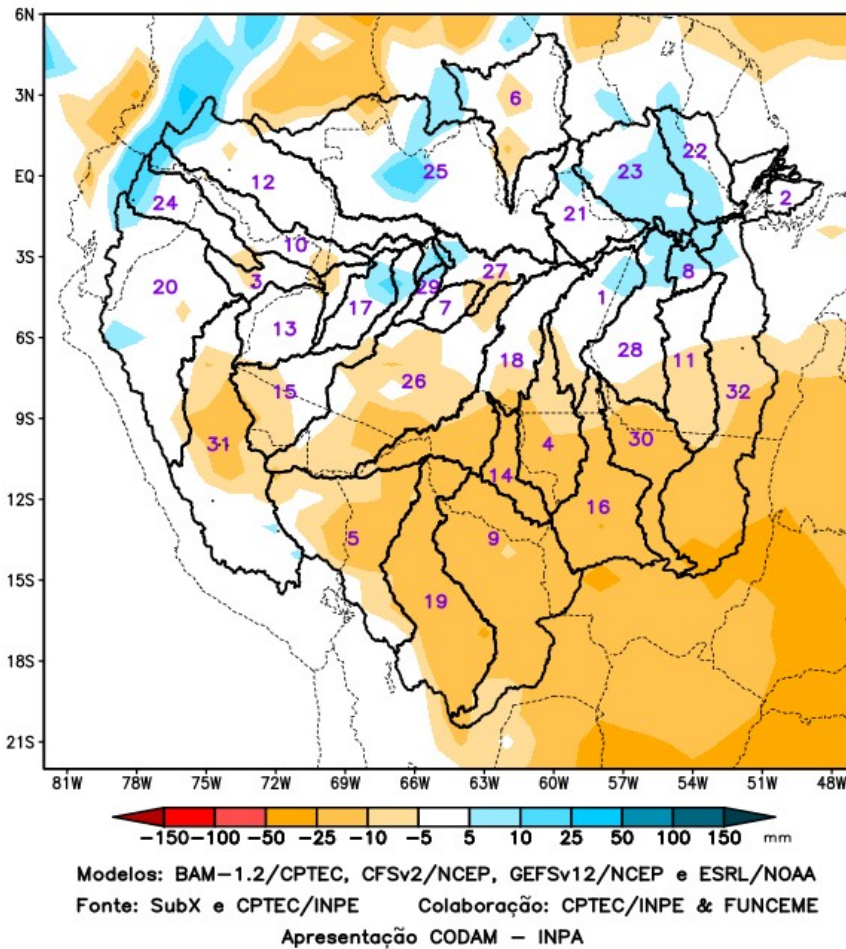 6N
3N
EQ
3S
6S
9S
12S
15S
18S
21S
6
25
12
23
22
2
24
21
10
3
20
27
29
8
17
7
1
13
28
18
11
15
26
32
31
4
30
14
16
5
9
19
81W 78W 75W 72W 69W 66W 63W 60W 57W 54W 51W 48W
-150 -100 -50 -25 -10 -5 5 10 25 50 100 150 mm
Modelos: BAM-1.2/CPTEC, CFSv2/NCEP, GEFSv12/NCEP e ESRL/NOAA
Fonte: SubX e CPTEC/INPE Colaboração: CPTEC/INPE & FUNCEME
Apresentação CODAM - INPA